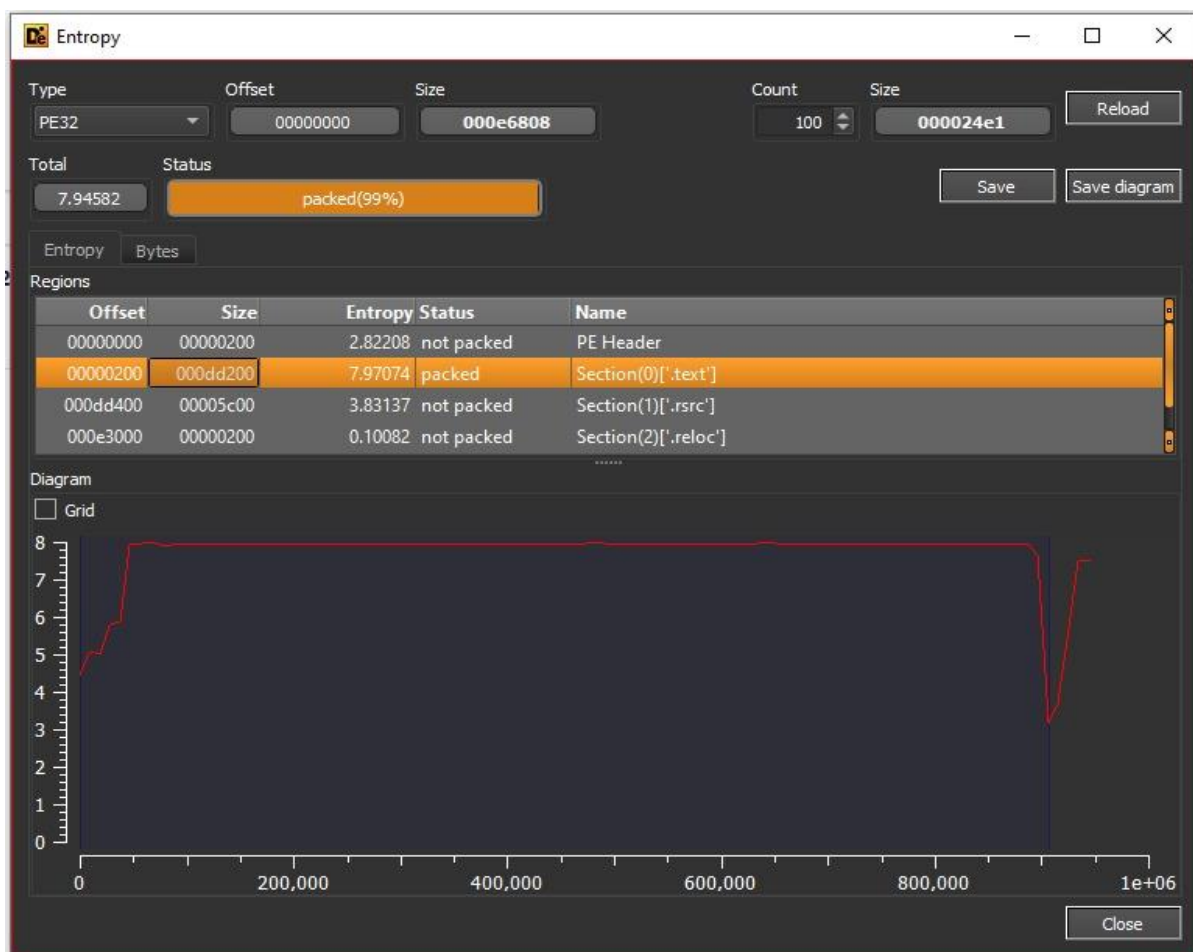 De Entropy
Type Offset Size Count Size
PE32 00000000 000e6808 100 000024e1 Reload
Total Status
7.94582 packed(99%) Save Save diagram
Entropy Bytes
Regions
Offset Size Entropy Status Name
00000000 00000200 2.82208 not packed PE Header
00000200 000dd200 7.97074 packed Section(0)['.text']
000dd400 00005c00 3.83137 not packed Section(1)['.rsrc']
000e3000 00000200 0.10082 not packed Section(2)['.reloc']
Diagram
Grid
8
7
6
5
4
3
2
1
0
0 200,000 400,000 600,000 800,000 1e+06
Close